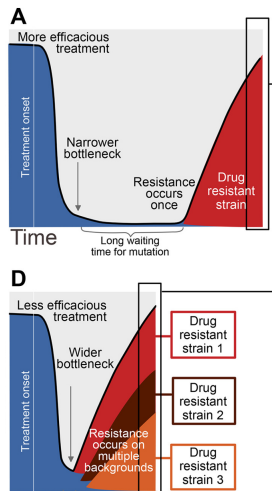 A
More efficacious
treatment
Treatment onset
Narrower
bottleneck
Resistance
occurs
once
Drug
resistant
strain
Time
Long waiting
time for mutation
D
Less efficacious
treatment
Treatment onset
Wider
bottleneck
Resistance
occurs on
multiple
backgrounds
Drug
resistant
strain 1
Drug
resistant
strain 2
Drug
resistant
strain 3